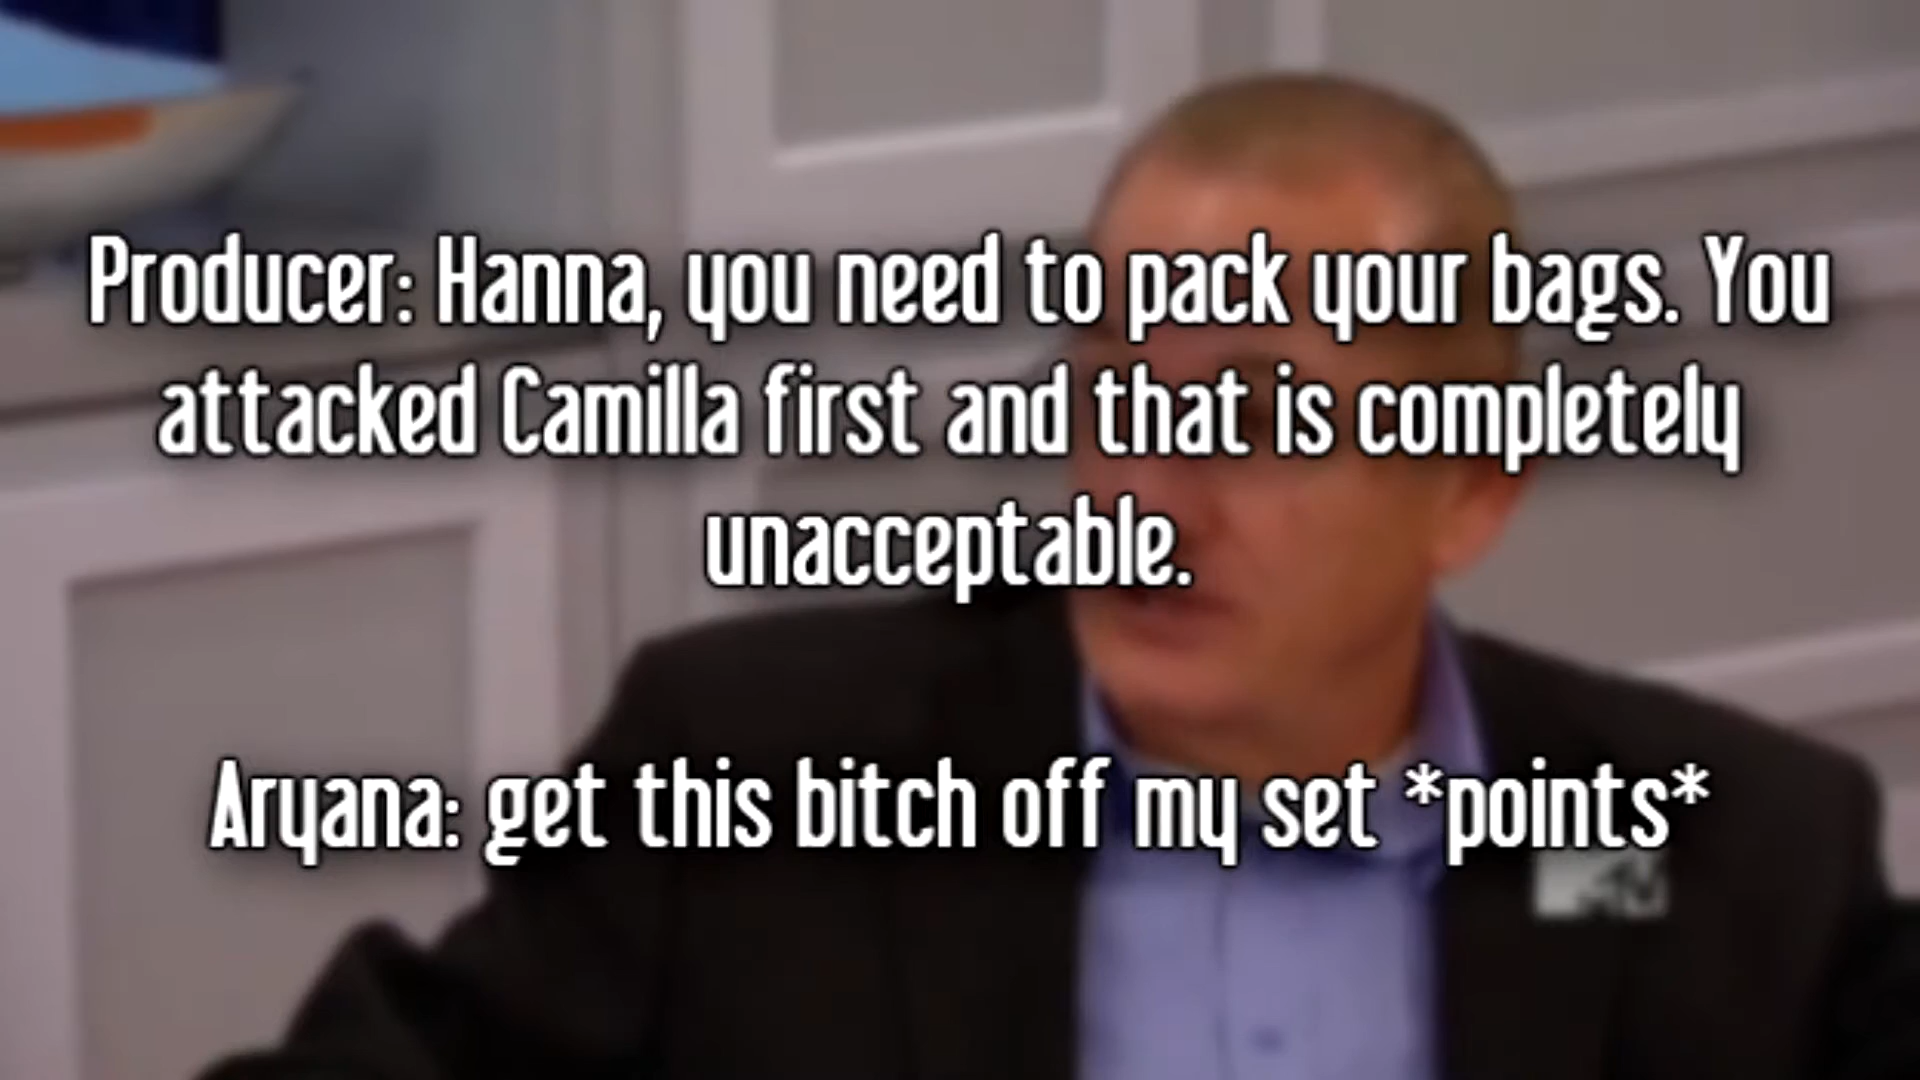 Producer: Hanna, you need to pack your bags. You
attacked Camilla first and that is completely
unacceptable.
Aryana: get this bitch off my set *points*
MTV